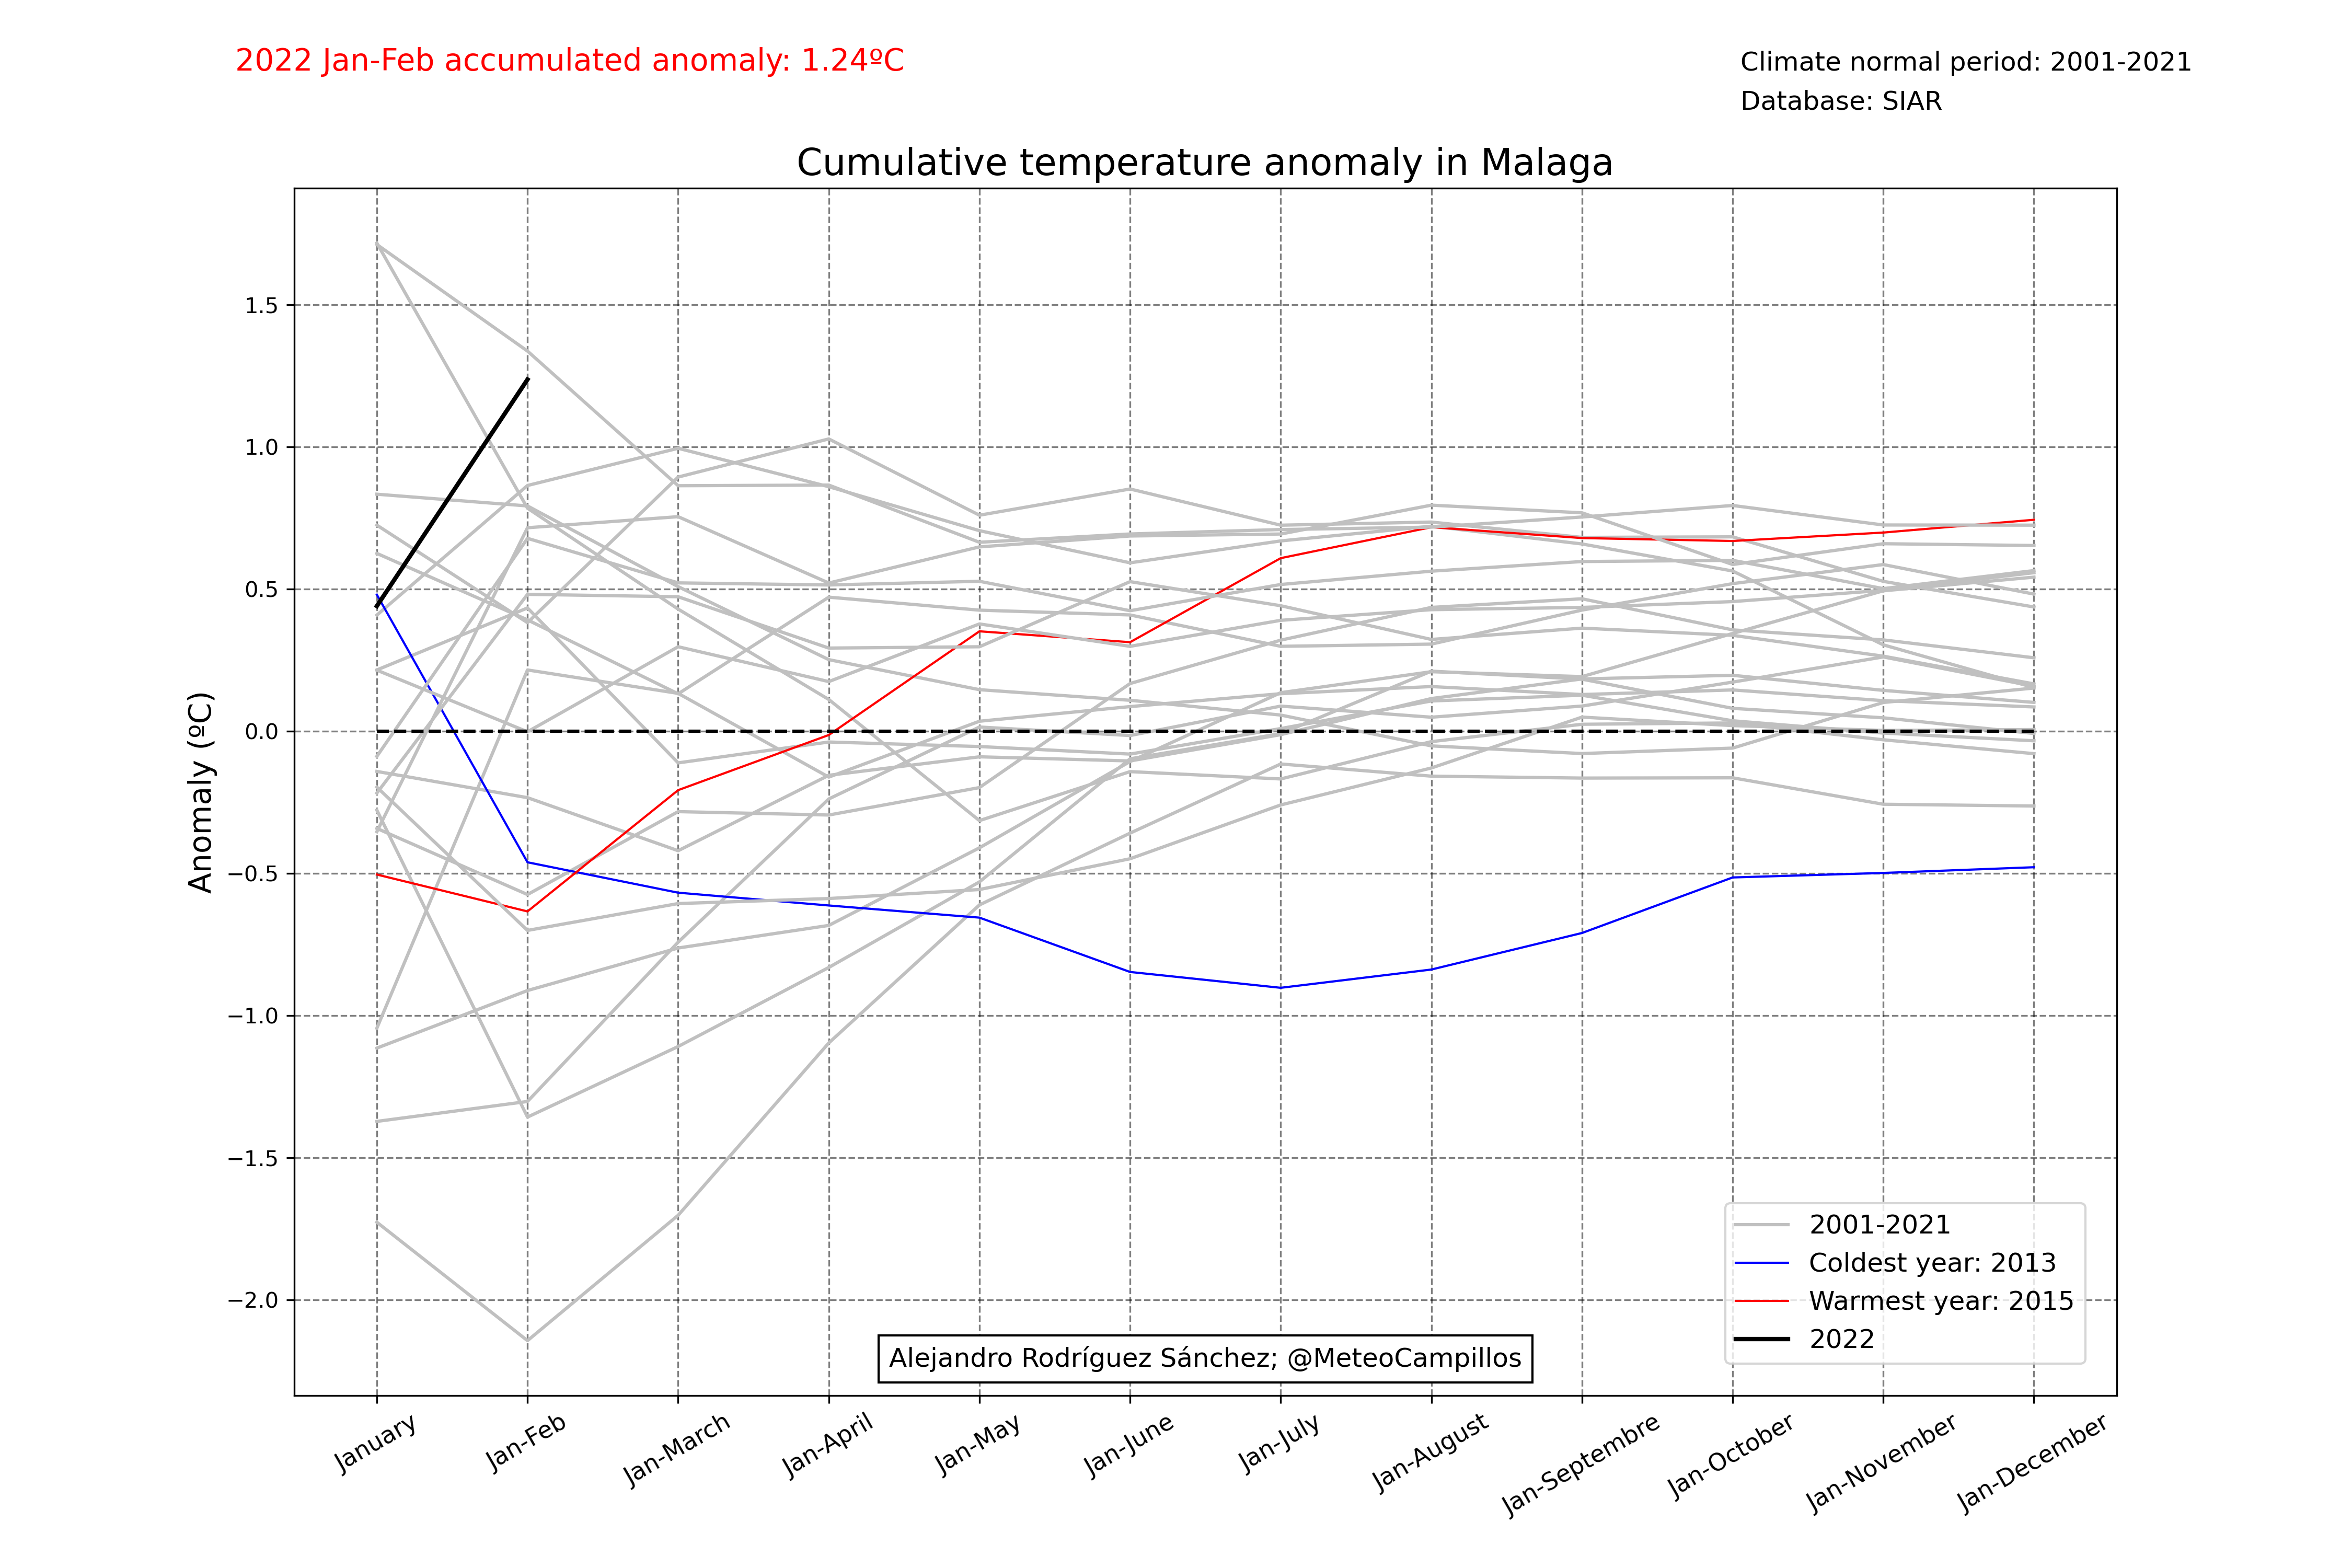 2022 Jan-Feb accumulated anomaly: 1.24ºC
Climate normal period: 2001-2021
Database: SIAR
Cumulative temperature anomaly in Malaga
Anomaly (ºC)
1.5
1.0
0.5
0.0
−0.5
−1.0
−1.5
−2.0
2001-2021
Coldest year: 2013
Warmest year: 2015
2022
Alejandro Rodríguez Sánchez; @MeteoCampillos
January
Jan-Feb
Jan-March
Jan-April
Jan-May
Jan-June
Jan-July
Jan-August
Jan-Septembre
Jan-October
Jan-November
Jan-December